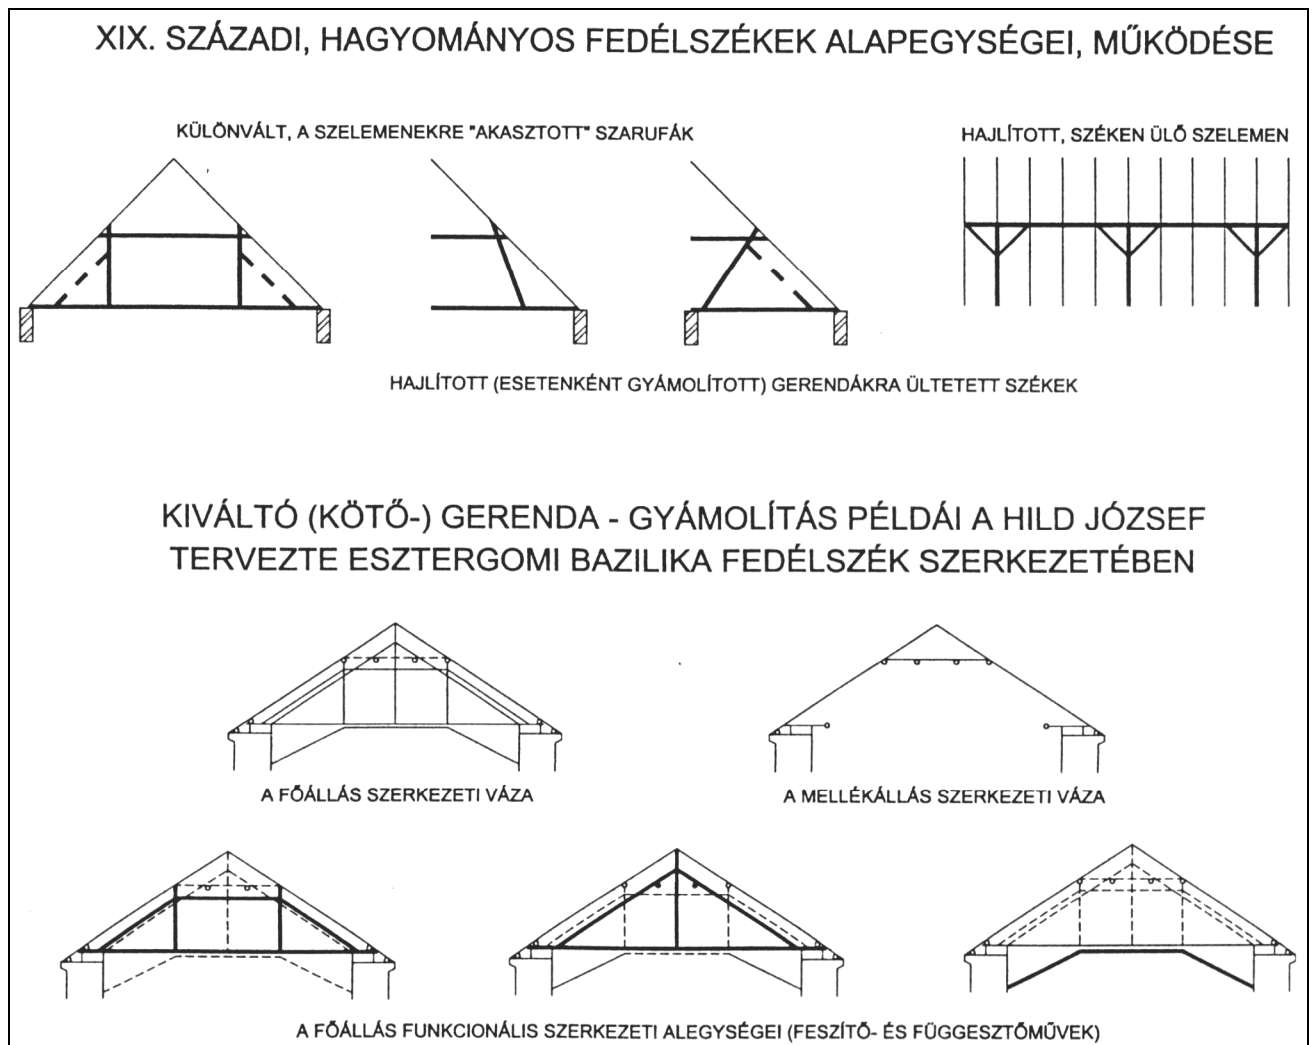 XIX. SZÁZADI, HAGYOMÁNYOS FEDÉLSZÉKEK ALAPEGYSÉGEI, MŰKÖDÉSE
KÜLÖNVÁLT, A SZELEMENEKRE "AKASZTOTT" SZARUFÁK
HAJLÍTOTT, SZÉKEN ÜLŐ SZELEMEN
HAJLÍTOTT (ESETENKÉNT GYÁMOLÍTOTT) GERENDÁKRA ÜLTETETT SZÉKEK
KIVÁLTÓ (KÖTŐ-) GERENDA - GYÁMOLÍTÁS PÉLDÁI A HILD JÓZSEF
TERVEZTE ESZTERGOMI BAZILIKA FEDÉLSZÉK SZERKEZETÉBEN
A FŐÁLLÁS SZERKEZETI VÁZA
A MELLÉKÁLLÁS SZERKEZETI VÁZA
A FŐÁLLÁS FUNKCIONÁLIS SZERKEZETI ALEGYSÉGEI (FESZÍTŐ- ÉS FÜGGESZTŐMŰVEK)